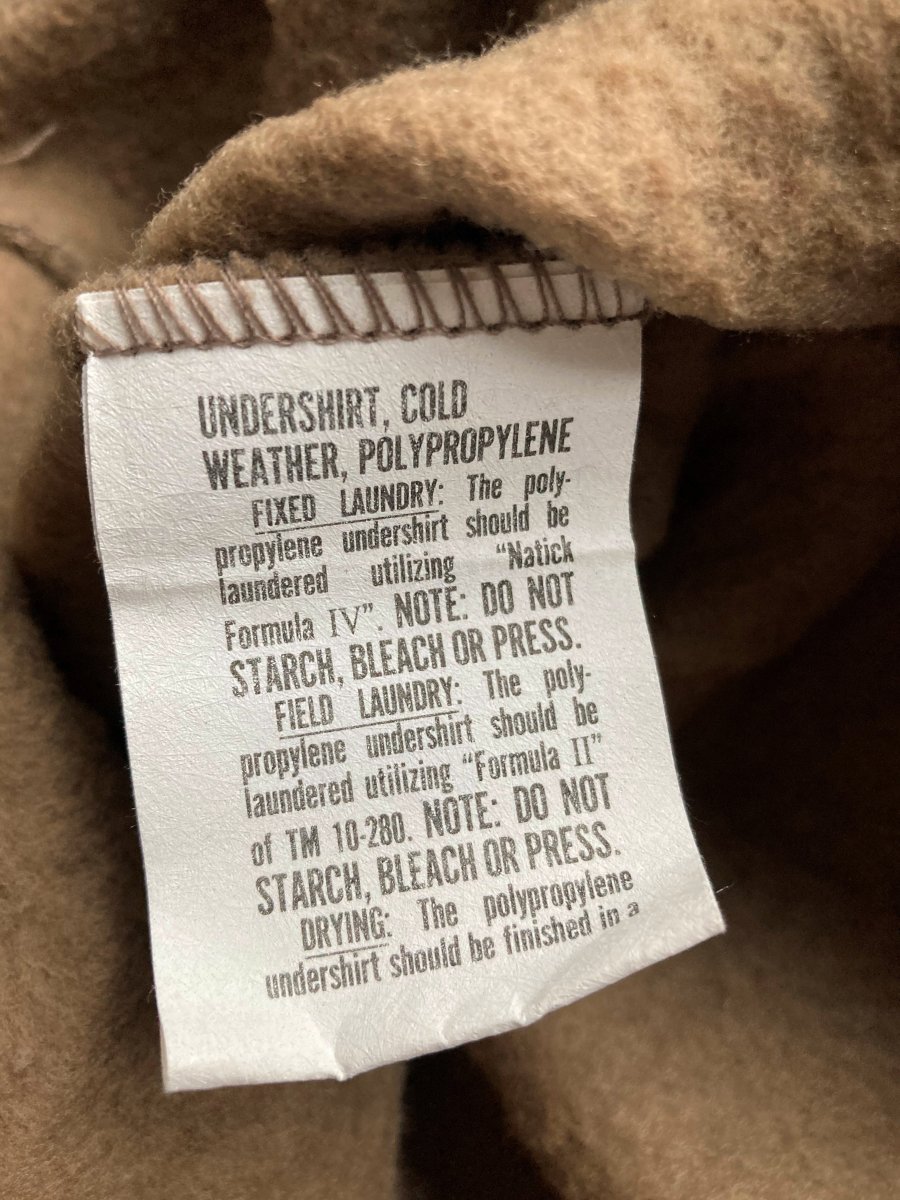 UNDERSHIRT, COLD
WEATHER, POLYPROPYLENE
FIXED LAUNDRY: The poly-
propylene undershirt should be
laundered utilizing "Natick
Formula IV". NOTE: DO NOT
STARCH, BLEACH OR PRESS.
FIELD LAUNDRY: The poly-
propylene undershirt should be
laundered utilizing "Formula II"
of TM 10-280. NOTE: DO NOT
STARCH, BLEACH OR PRESS.
DRYING: The polypropylene
undershirt should be finished in a